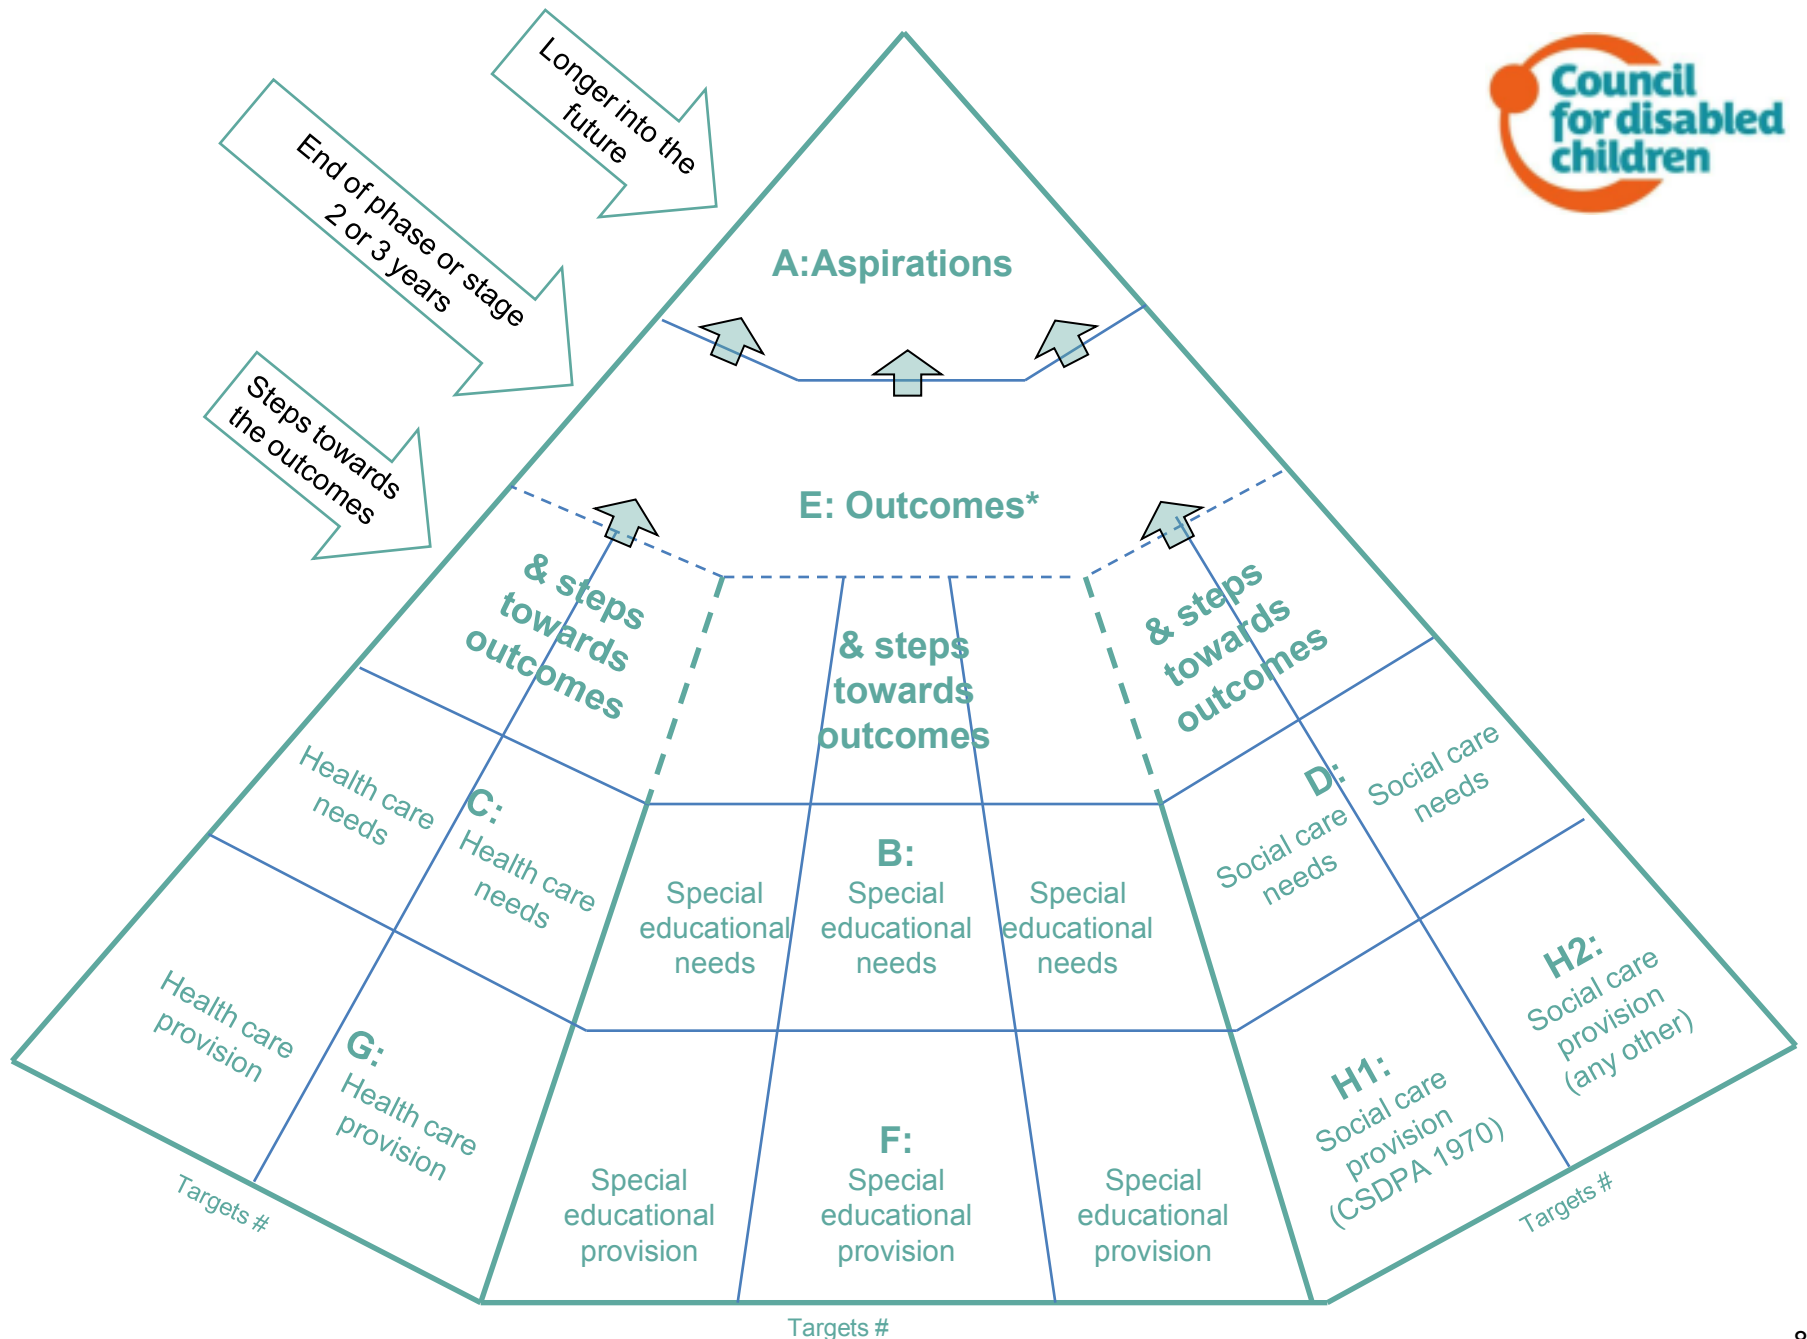 Longer into the
future
Council
for disabled
children
End of phase or stage
2 or 3 years
A:Aspirations
Steps towards
the outcomes
E: Outcomes*
& steps
towards
outcomes
& steps
towards
outcomes
& steps
towards
outcomes
Health care
needs
C:
Health care
needs
B:
Special
educational
needs
Special
educational
needs
Special
educational
needs
D:
Social care
needs
Social care
needs
Health care
provision
G:
Health care
provision
F:
Special
educational
provision
Special
educational
provision
Special
educational
provision
H1:
Social care
provision
(CSDPA 1970)
H2:
Social care
provision
(any other)
Targets #
Targets #
Targets #
8